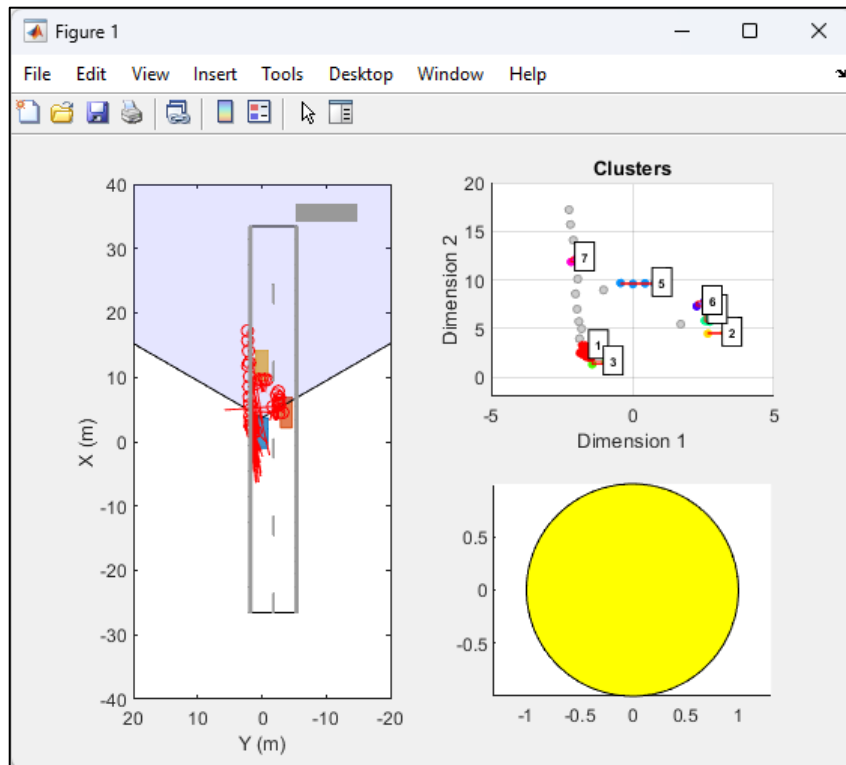 Figure 1
File Edit View Insert Tools Desktop Window Help
40
30
20
10
0
-10
-20
-30
-40
20 10 0 -10 -20
X (m)
Y (m)
Clusters
20
15
10
5
0
-5 0 5
Dimension 2
Dimension 1
7
5
6
2
1
3
0.5
0
-0.5
-1 -0.5 0 0.5 1